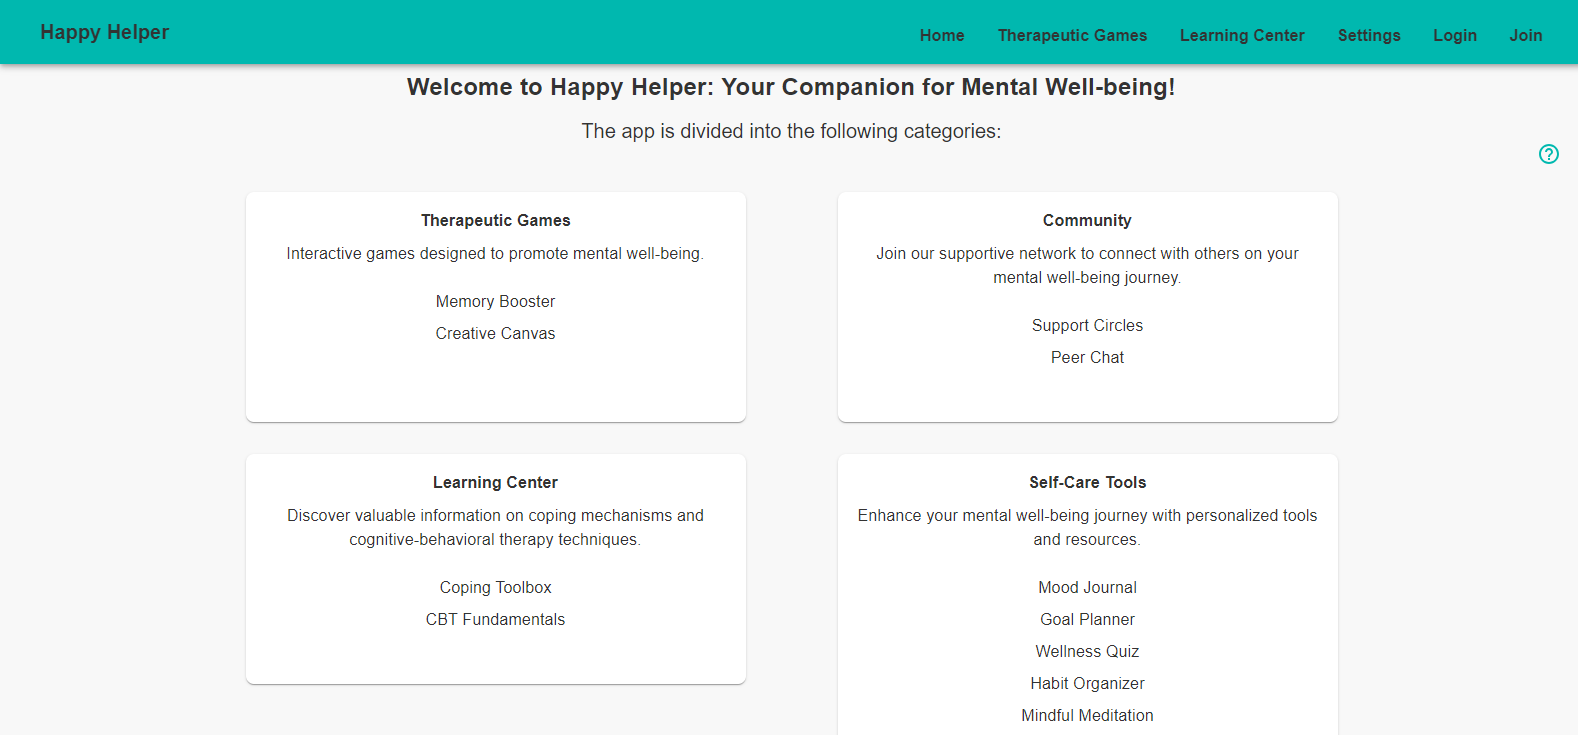 Happy Helper
Home Therapeutic Games Learning Center Settings Login Join
Welcome to Happy Helper: Your Companion for Mental Well-being!
The app is divided into the following categories:
?
Therapeutic Games
Interactive games designed to promote mental well-being.
Memory Booster
Creative Canvas
Community
Join our supportive network to connect with others on your
mental well-being journey.
Support Circles
Peer Chat
Learning Center
Discover valuable information on coping mechanisms and
cognitive-behavioral therapy techniques.
Coping Toolbox
CBT Fundamentals
Self-Care Tools
Enhance your mental well-being journey with personalized tools
and resources.
Mood Journal
Goal Planner
Wellness Quiz
Habit Organizer
Mindful Meditation